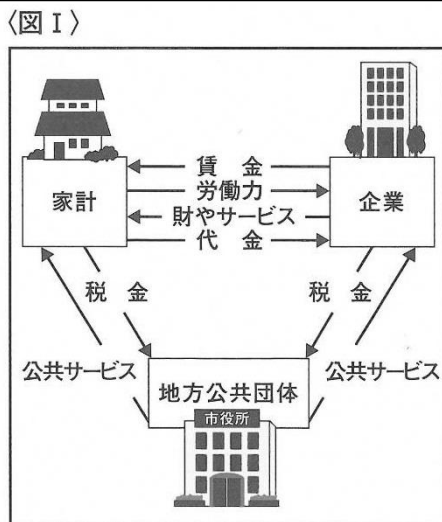 〈図Ⅰ〉
賃金
労働力
財やサービス
代金
家計
企業
税金
税金
公共サービス
公共サービス
地方公共団体
市役所